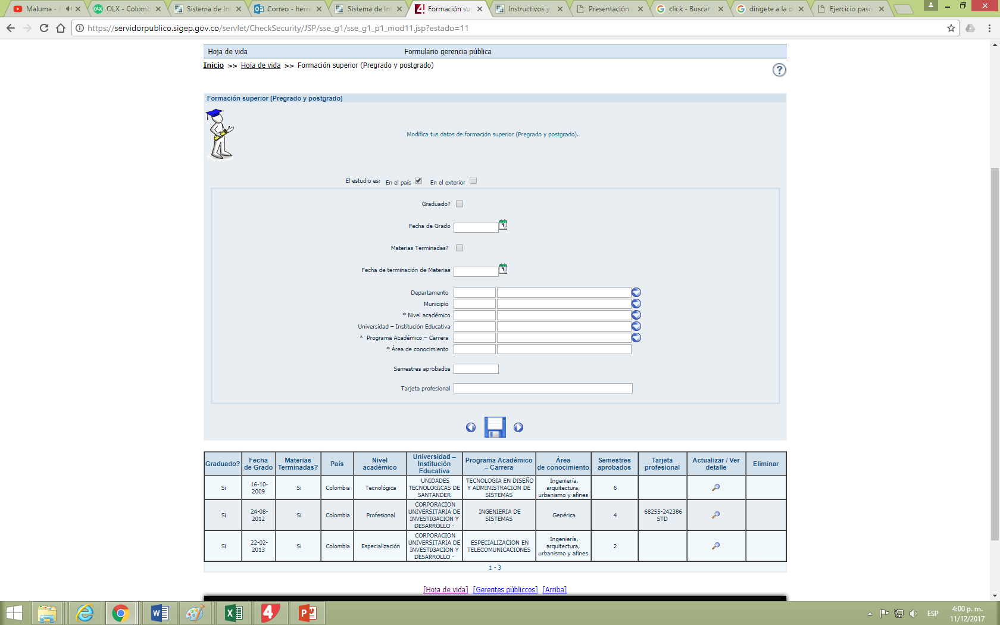 Maluma -
OLX - Colomb
Sistema de In
Correo - hern
Sistema de In
Formación su
Instructivos y
Presentación
click - Buscar
dirigete a la o
Ejercicio paso
https://servidorpublico.sigep.gov.co/servlet/CheckSecurity/JSP/sse_g1/sse_g1_p1_mod11.jsp?estado=11
Hoja de vida Formulario gerencia pública
Inicio >> Hoja de vida >> Formación superior (Pregrado y postgrado)
?
Formación superior (Pregrado y postgrado)
Modifica tus datos de formación superior (Pregrado y postgrado).
El estudio es: En el país En el exterior
Graduado?
Fecha de Grado
1
Materias Terminadas?
Fecha de terminación de Materias
1
Departamento
Municipio
* Nivel académico
Universidad – Institución Educativa
* Programa Académico – Carrera
* Área de conocimiento
Semestres aprobados
Tarjeta profesional
Graduado?
Fecha
de Grado
Materias
Terminadas?
País
Nivel
académico
Universidad –
Institución
Educativa
Programa Académico
– Carrera
Área
de conocimiento
Semestres
aprobados
Tarjeta
profesional
Actualizar / Ver
detalle
Eliminar
Si
16-10-
2009
Si
Colombia
Tecnológica
UNIDADES
TECNOLOGICAS DE
SANTANDER
TECNOLOGIA EN DISEÑO
Y ADMINISTRACION DE
SISTEMAS
Ingeniería,
arquitectura,
urbanismo y afines
6
Si
24-08-
2012
Si
Colombia
Profesional
CORPORACION
UNIVERSITARIA DE
INVESTIGACION Y
DESARROLLO -
INGENIERIA DE
SISTEMAS
Genérica
4
68255-242386
STD
Si
22-02-
2013
Si
Colombia
Especialización
CORPORACION
UNIVERSITARIA DE
INVESTIGACION Y
DESARROLLO -
ESPECIALIZACION EN
TELECOMUNICACIONES
Ingeniería,
arquitectura,
urbanismo y afines
2
1 - 3
[Hoja de vida] [Gerentes públiccos] [Arriba]
ESP
4:00 p. m.
11/12/2017